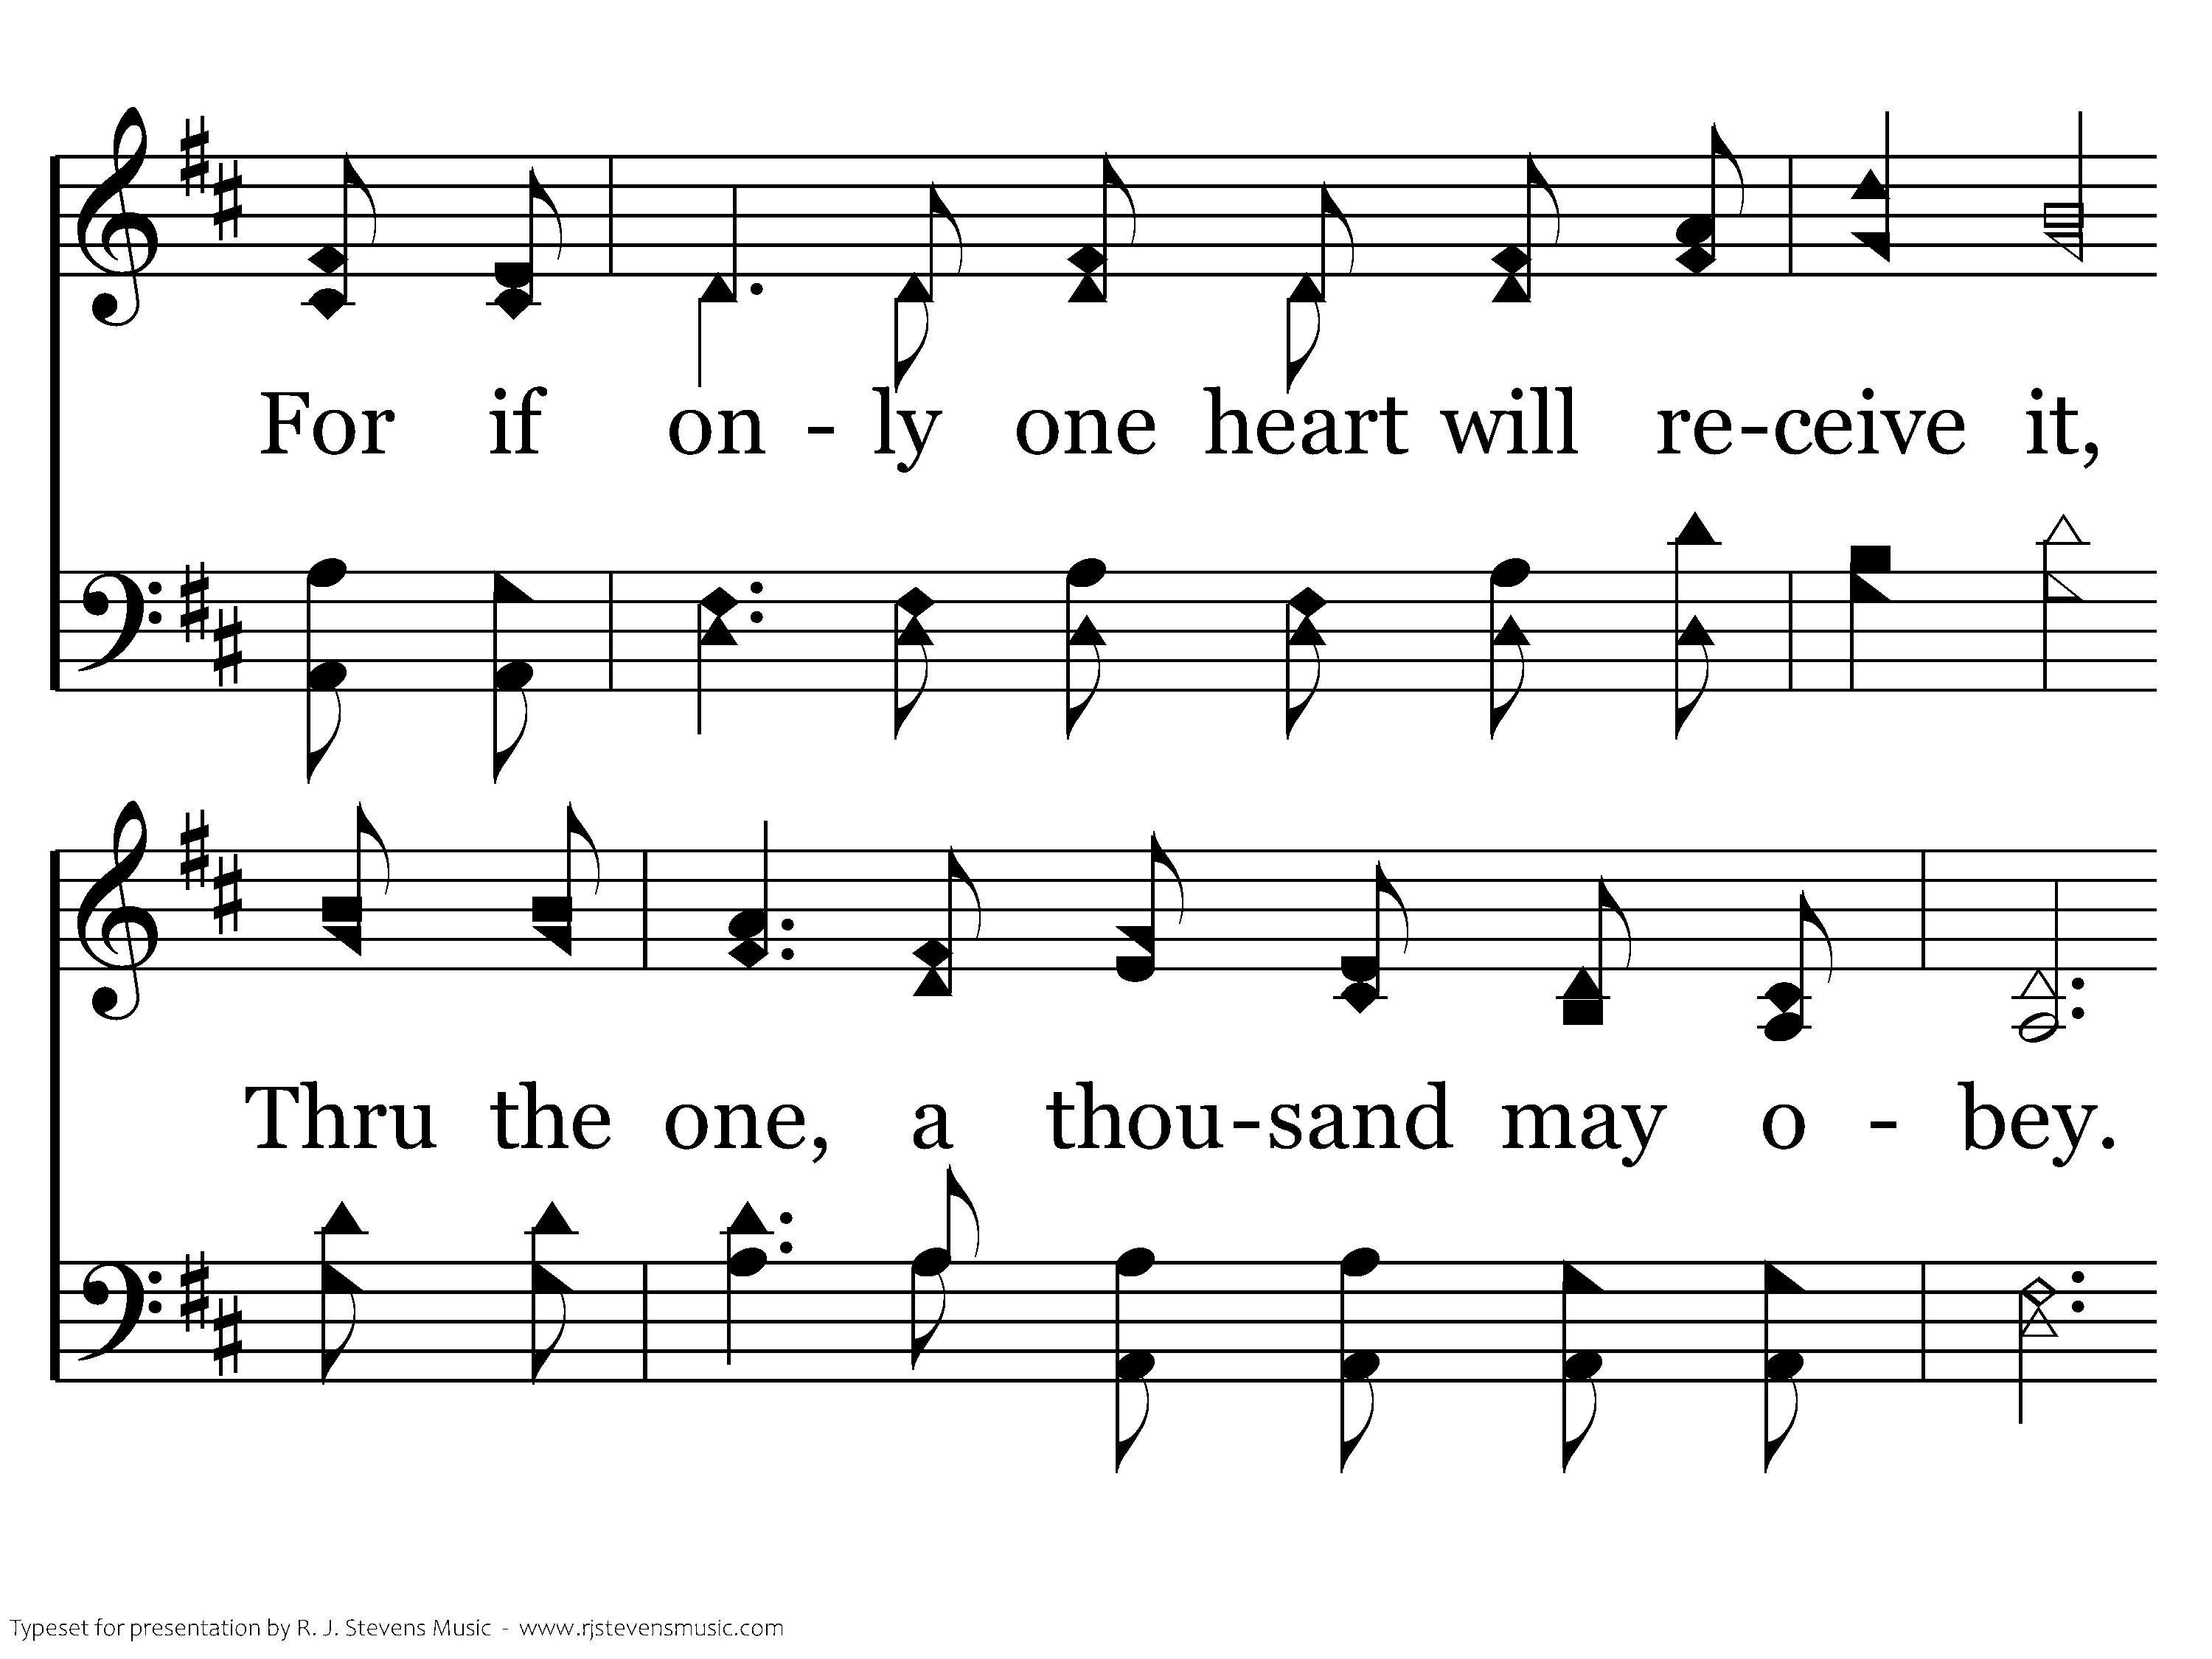 For if on - ly one heart will re-ceive it,
Thru the one, a thou-sand may o - bey.
Typeset for presentation by R. J. Stevens Music - www.rjstevensmusic.com